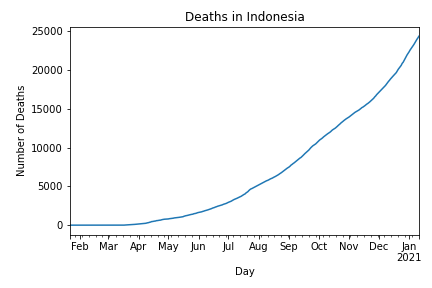 Deaths in Indonesia
25000
20000
15000
10000
5000
0
Number of Deaths
Feb Mar Apr May Jun Jul Aug Sep Oct Nov Dec Jan
2021
Day